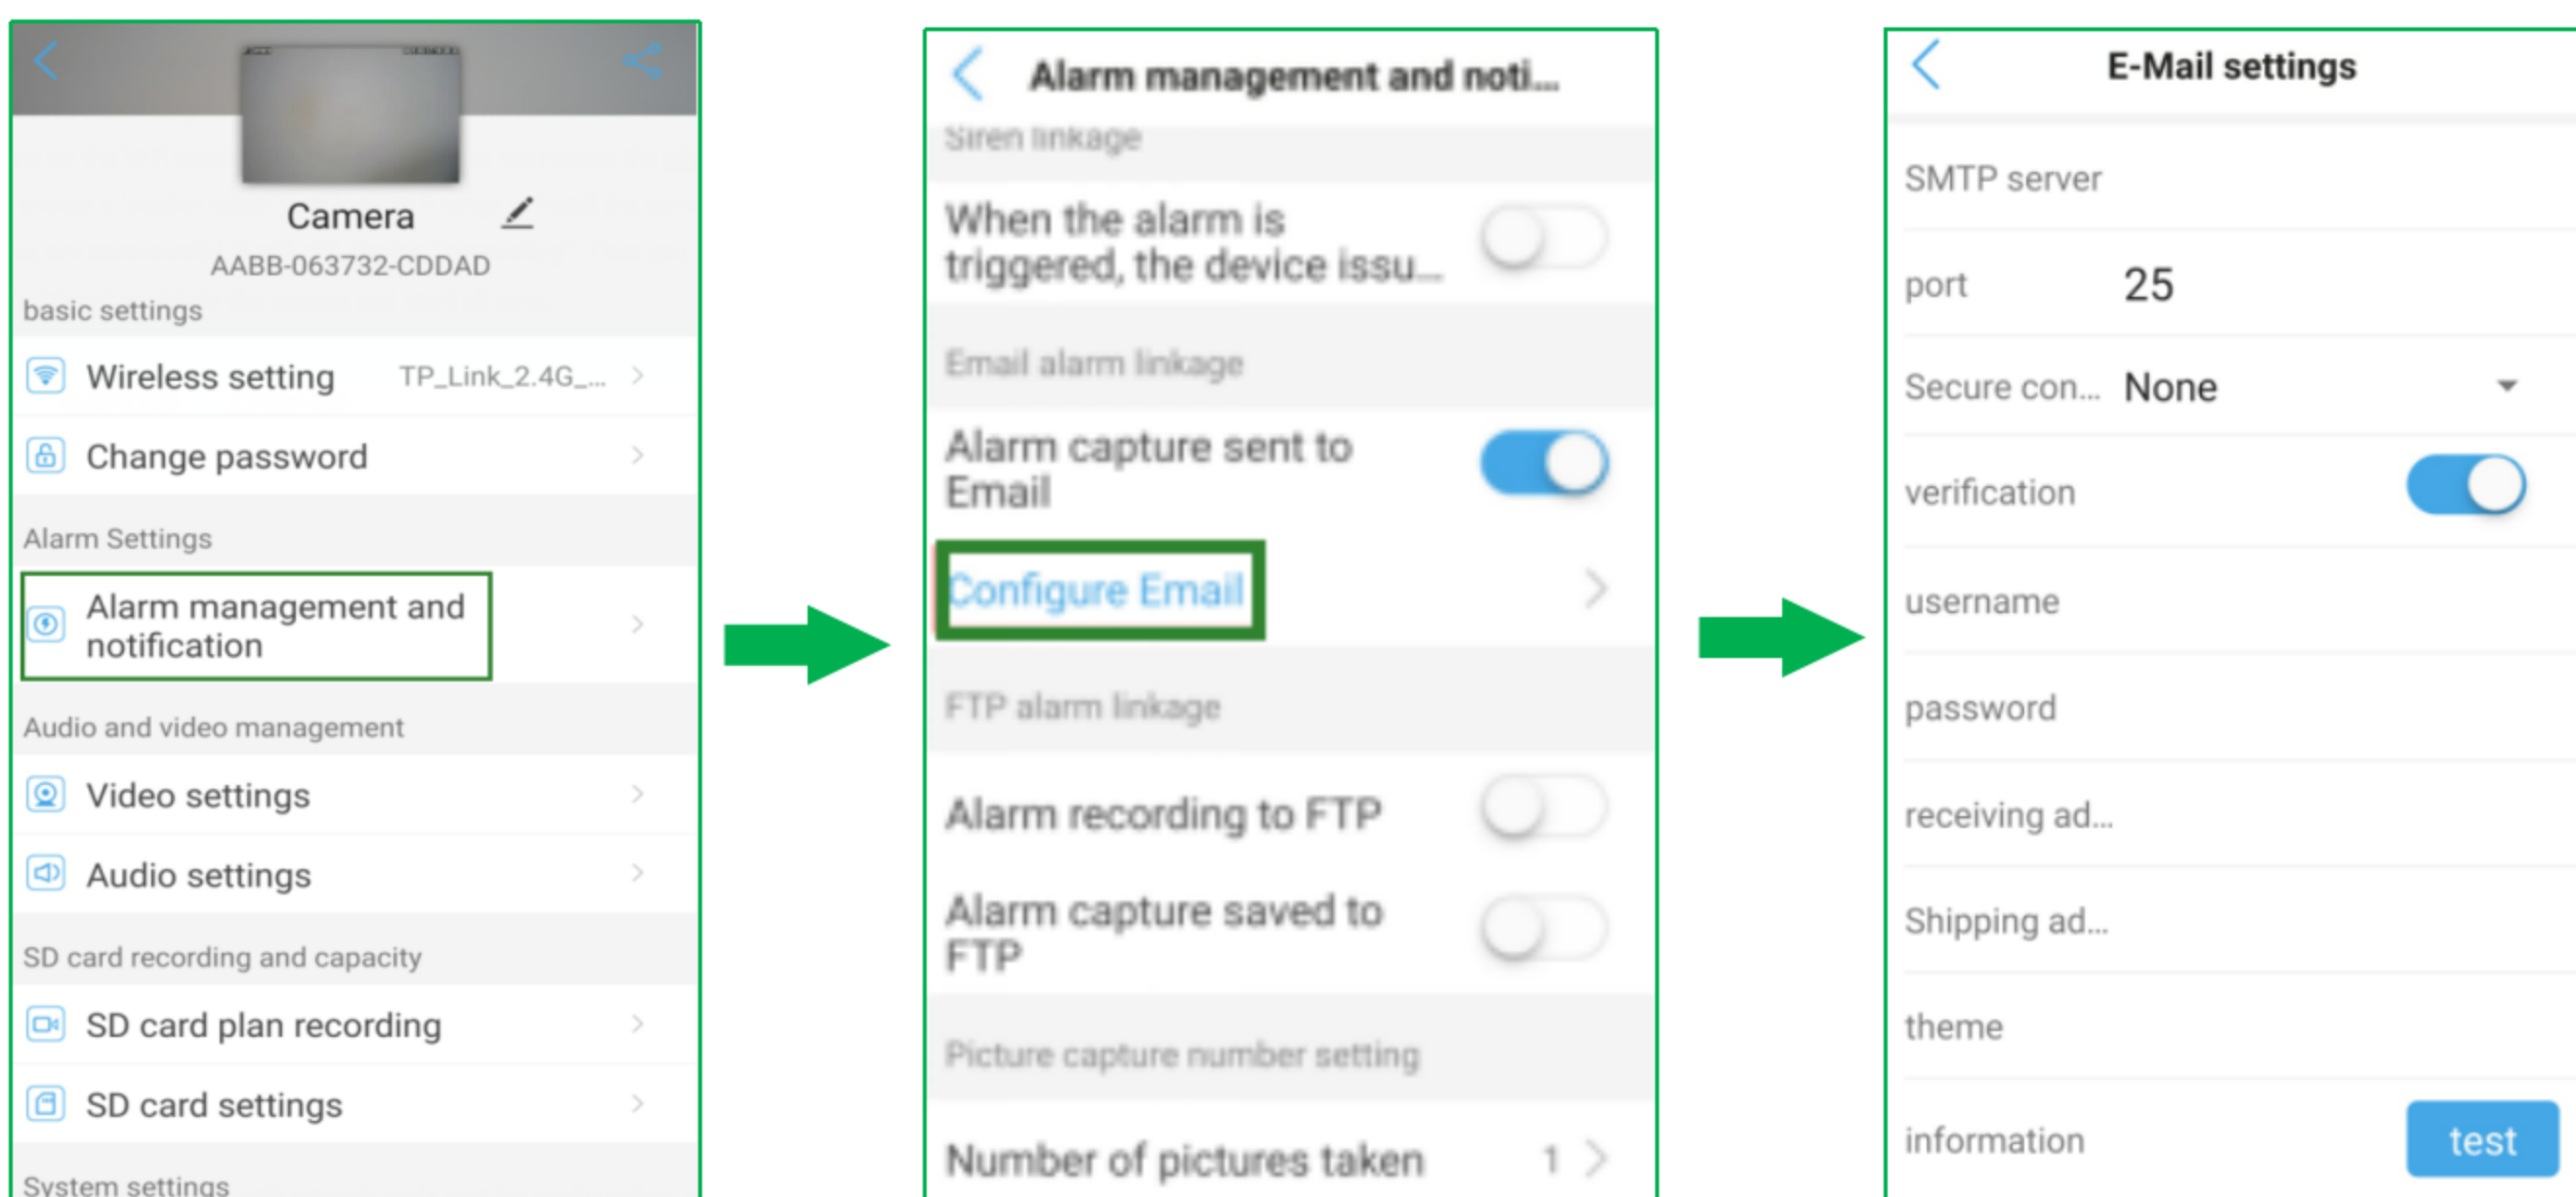 Camera
AABB-063732-CDDAD
basic settings
Wireless setting TP_Link_2.4G_...
Change password
Alarm Settings
Alarm management and
notification
Audio and video management
Video settings
Audio settings
SD card recording and capacity
SD card plan recording
SD card settings
System settings
Alarm management and noti...
Siren linkage
When the alarm is
triggered, the device issu...
Email alarm linkage
Alarm capture sent to
Email
Configure Email
FTP alarm linkage
Alarm recording to FTP
Alarm capture saved to
FTP
Picture capture number setting
Number of pictures taken 1
E-Mail settings
SMTP server
port 25
Secure con... None
verification
username
password
receiving ad...
Shipping ad...
theme
information test